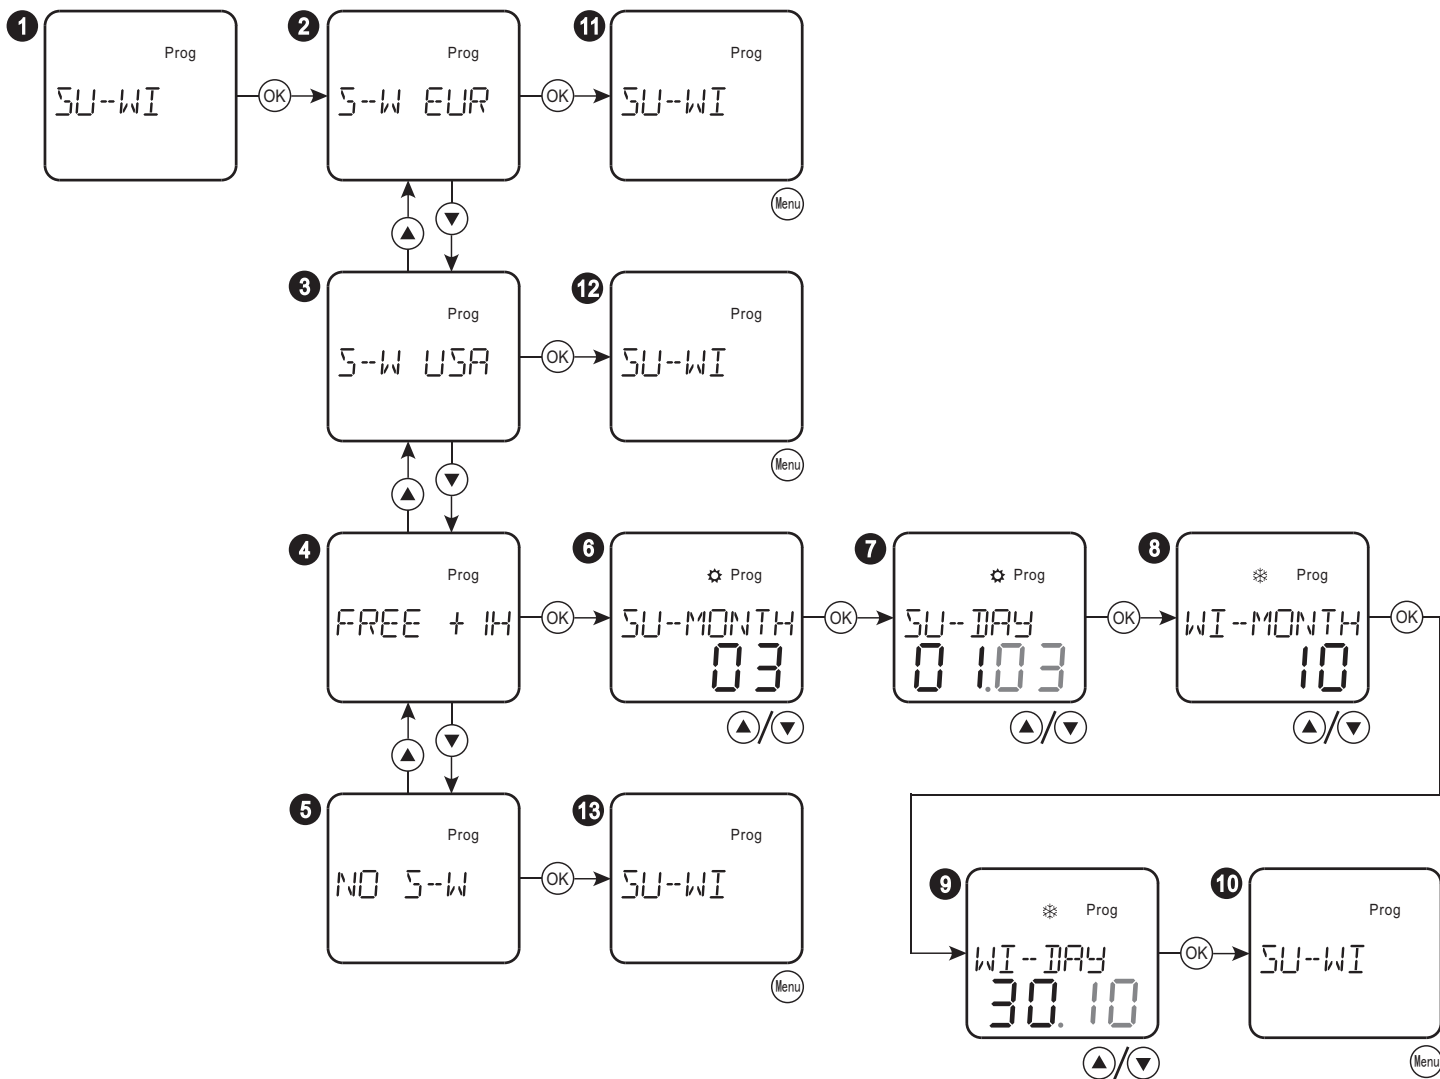 1
Prog
SU-WI
OK
2
Prog
S-W EUR
OK
11
Prog
SU-WI
Menu
3
Prog
S-W USA
OK
12
Prog
SU-WI
Menu
4
Prog
FREE + 1H
OK
6
Prog
SU-MONTH
03
/
OK
7
Prog
SU-DAY
01.03
/
OK
8
Prog
WI-MONTH
10
/
OK
5
Prog
NO S-W
OK
13
Prog
SU-WI
Menu
9
Prog
WI-DAY
30.10
/
OK
10
Prog
SU-WI
Menu